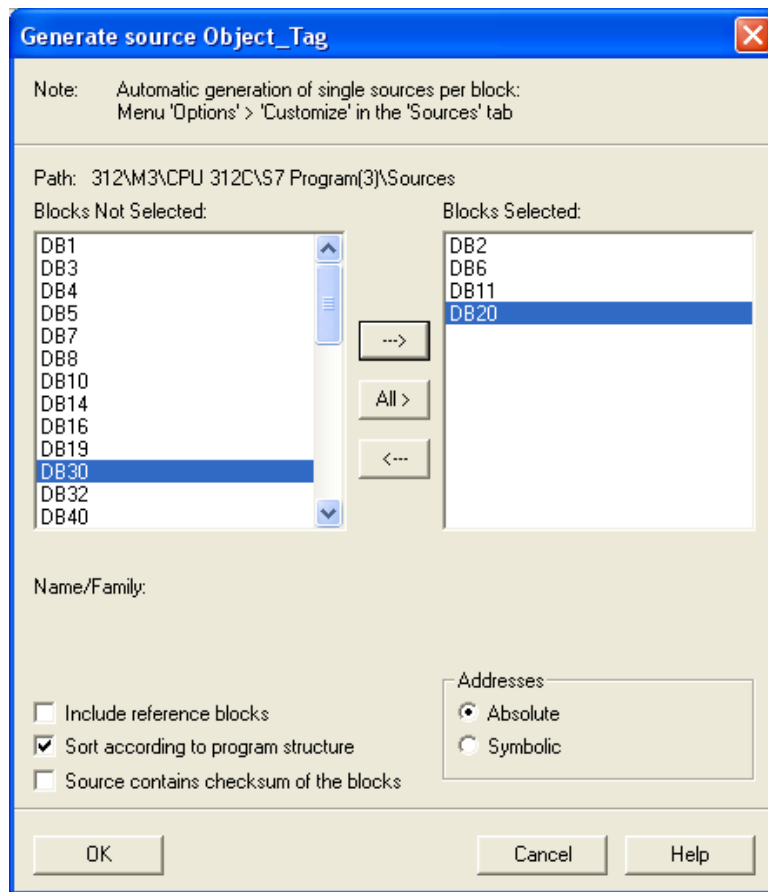 Generate source Object_Tag
Note: Automatic generation of single sources per block:
Menu 'Options' > 'Customize' in the 'Sources' tab
Path: 312\M3\CPU 312C\S7 Program(3)\Sources
Blocks Not Selected:
DB1
DB3
DB4
DB5
DB7
DB8
DB10
DB14
DB16
DB19
DB30
DB32
DB40
--->
All >
<---
Blocks Selected:
DB2
DB6
DB11
DB20
Name/Family:
Include reference blocks
Sort according to program structure
Source contains checksum of the blocks
Addresses
Absolute
Symbolic
OK
Cancel
Help